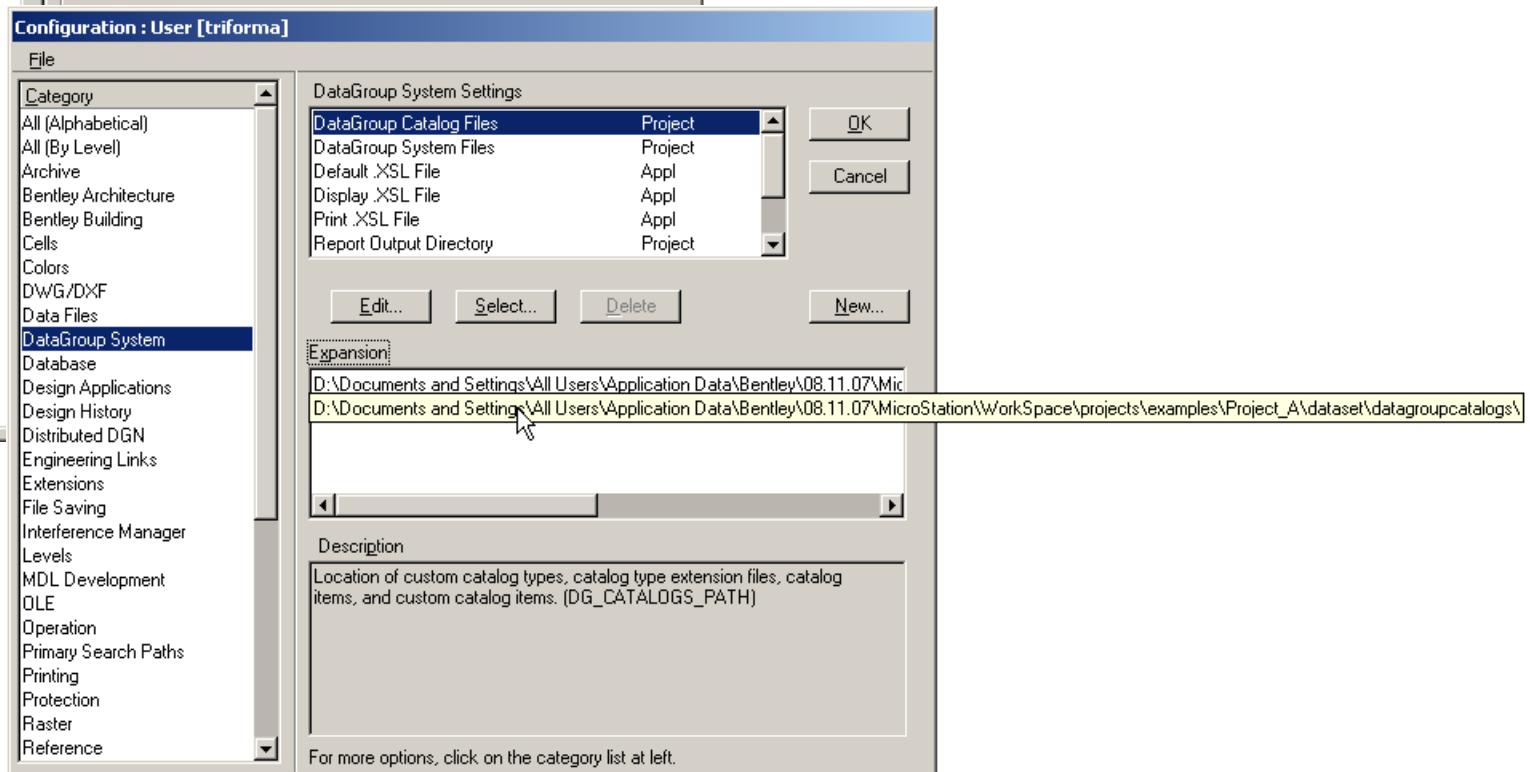 Configuration : User [triforma]
File
Category
All (Alphabetical)
All (By Level)
Archive
Bentley Architecture
Bentley Building
Cells
Colors
DWG/DXF
Data Files
DataGroup System
Database
Design Applications
Design History
Distributed DGN
Engineering Links
Extensions
File Saving
Interference Manager
Levels
MDL Development
OLE
Operation
Primary Search Paths
Printing
Protection
Raster
Reference
DataGroup System Settings
DataGroup Catalog Files Project
DataGroup System Files Project
Default .XSL File Appl
Display .XSL File Appl
Print .XSL File Appl
Report Output Directory Project
OK
Cancel
Edit... Select... Delete New...
Expansion
D:\Documents and Settings\All Users\Application Data\Bentley\08.11.07\Mic
D:\Documents and Settings\All Users\Application Data\Bentley\08.11.07\MicroStation\WorkSpace\projects\examples\Project_A\dataset\datagroupcatalogs\
Description
Location of custom catalog types, catalog type extension files, catalog
items, and custom catalog items. (DG_CATALOGS_PATH)
For more options, click on the category list at left.